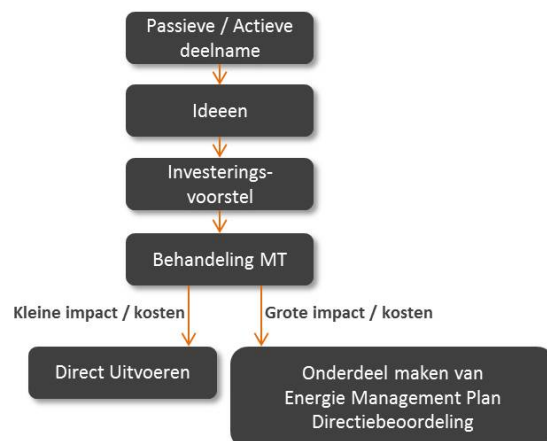 Passieve / Actieve
deelname
Ideeen
Investerings-
voorstel
Behandeling MT
Kleine impact / kosten
Grote impact / kosten
Direct Uitvoeren
Onderdeel maken van
Energie Management Plan
Directiebeoordeling